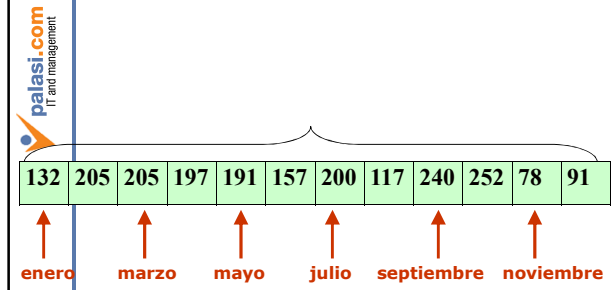 palasi.com
IT and management
132 205 205 197 191 157 200 117 240 252 78 91
enero marzo mayo julio septiembre noviembre